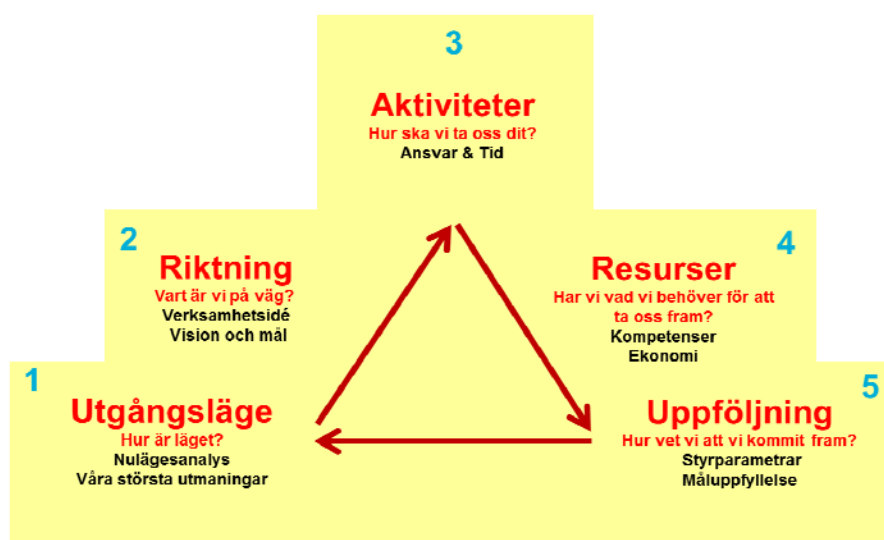 3
Aktiviteter
Hur ska vi ta oss dit?
Ansvar & Tid
2
Riktning
Vart är vi på väg?
Verksamhetsidé
Vision och mål
4
Resurser
Har vi vad vi behöver för att
ta oss fram?
Kompetenser
Ekonomi
1
Utgångsläge
Hur är läget?
Nulägesanalys
Våra största utmaningar
5
Uppföljning
Hur vet vi att vi kommit fram?
Styrparametrar
Måluppfyllelse